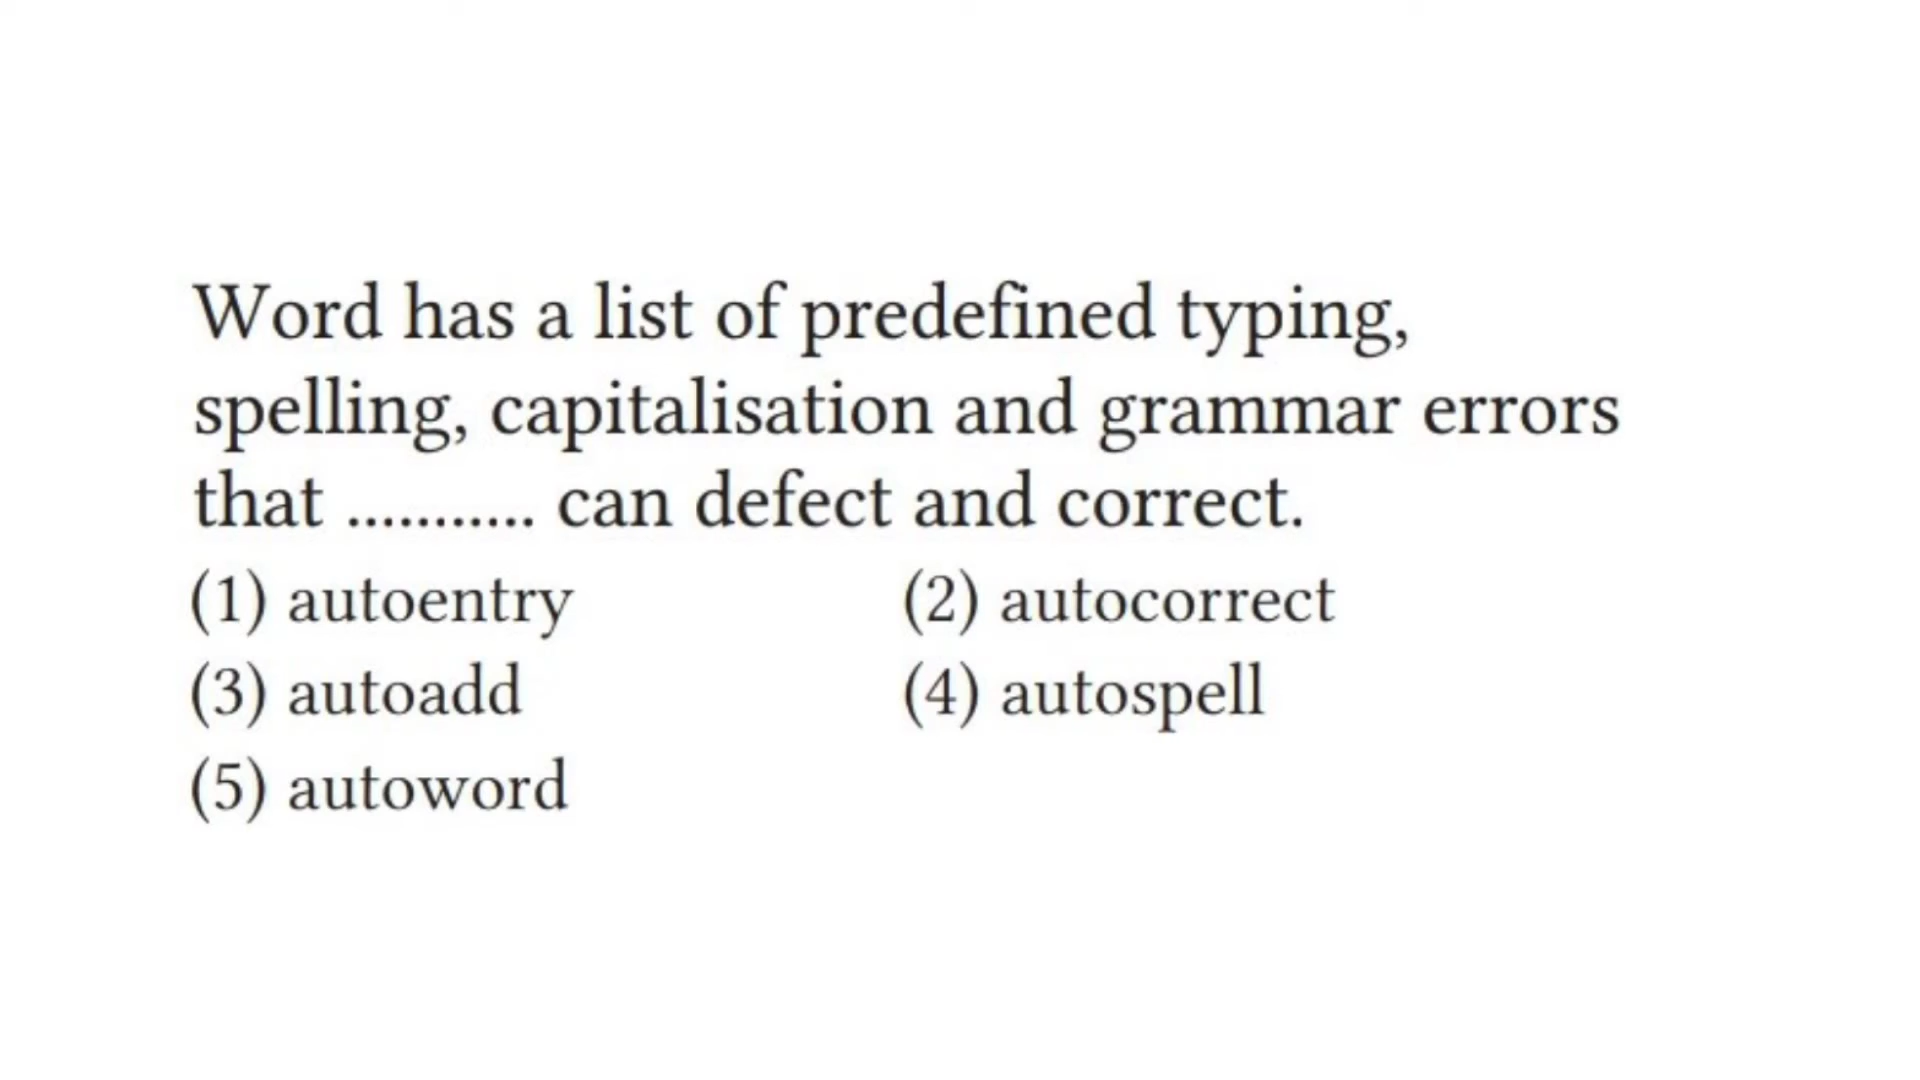 Word has a list of predefined typing,
spelling, capitalisation and grammar errors
that ........... can defect and correct.
(1) autoentry (2) autocorrect
(3) autoadd (4) autospell
(5) autoword